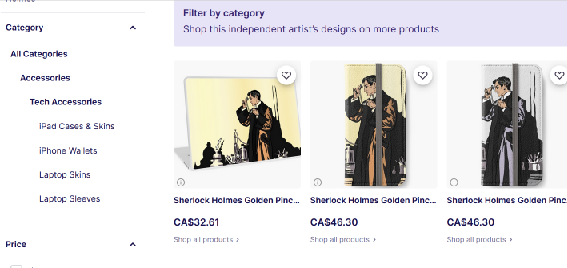 Filter by category
Shop this independent artist's designs on more products
Category
All Categories
Accessories
Tech Accessories
iPad Cases & Skins
iPhone Wallets
Laptop Skins
Laptop Sleeves
Price
Sherlock Holmes Golden Pinc...
CA$32.61
Shop all products ›
Sherlock Holmes Golden Pinc...
CA$46.30
Shop all products ›
Sherlock Holmes Golden Pinc...
CA$46.30
Shop all products ›